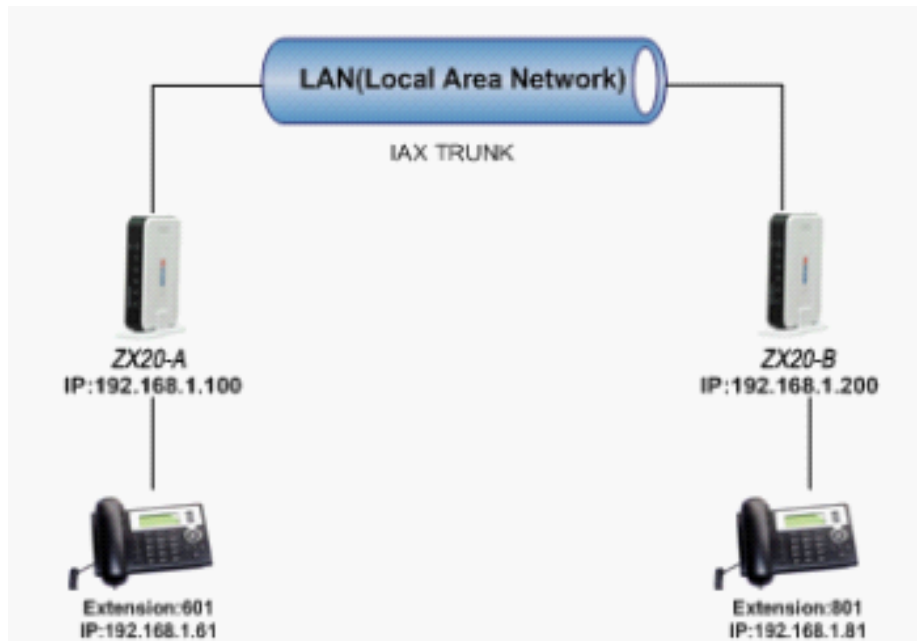 LAN(Local Area Network)
IAX TRUNK
ZX20-A
IP:192.168.1.100
ZX20-B
IP:192.168.1.200
Extension:601
IP:192.168.1.61
Extension:801
IP:192.168.1.81